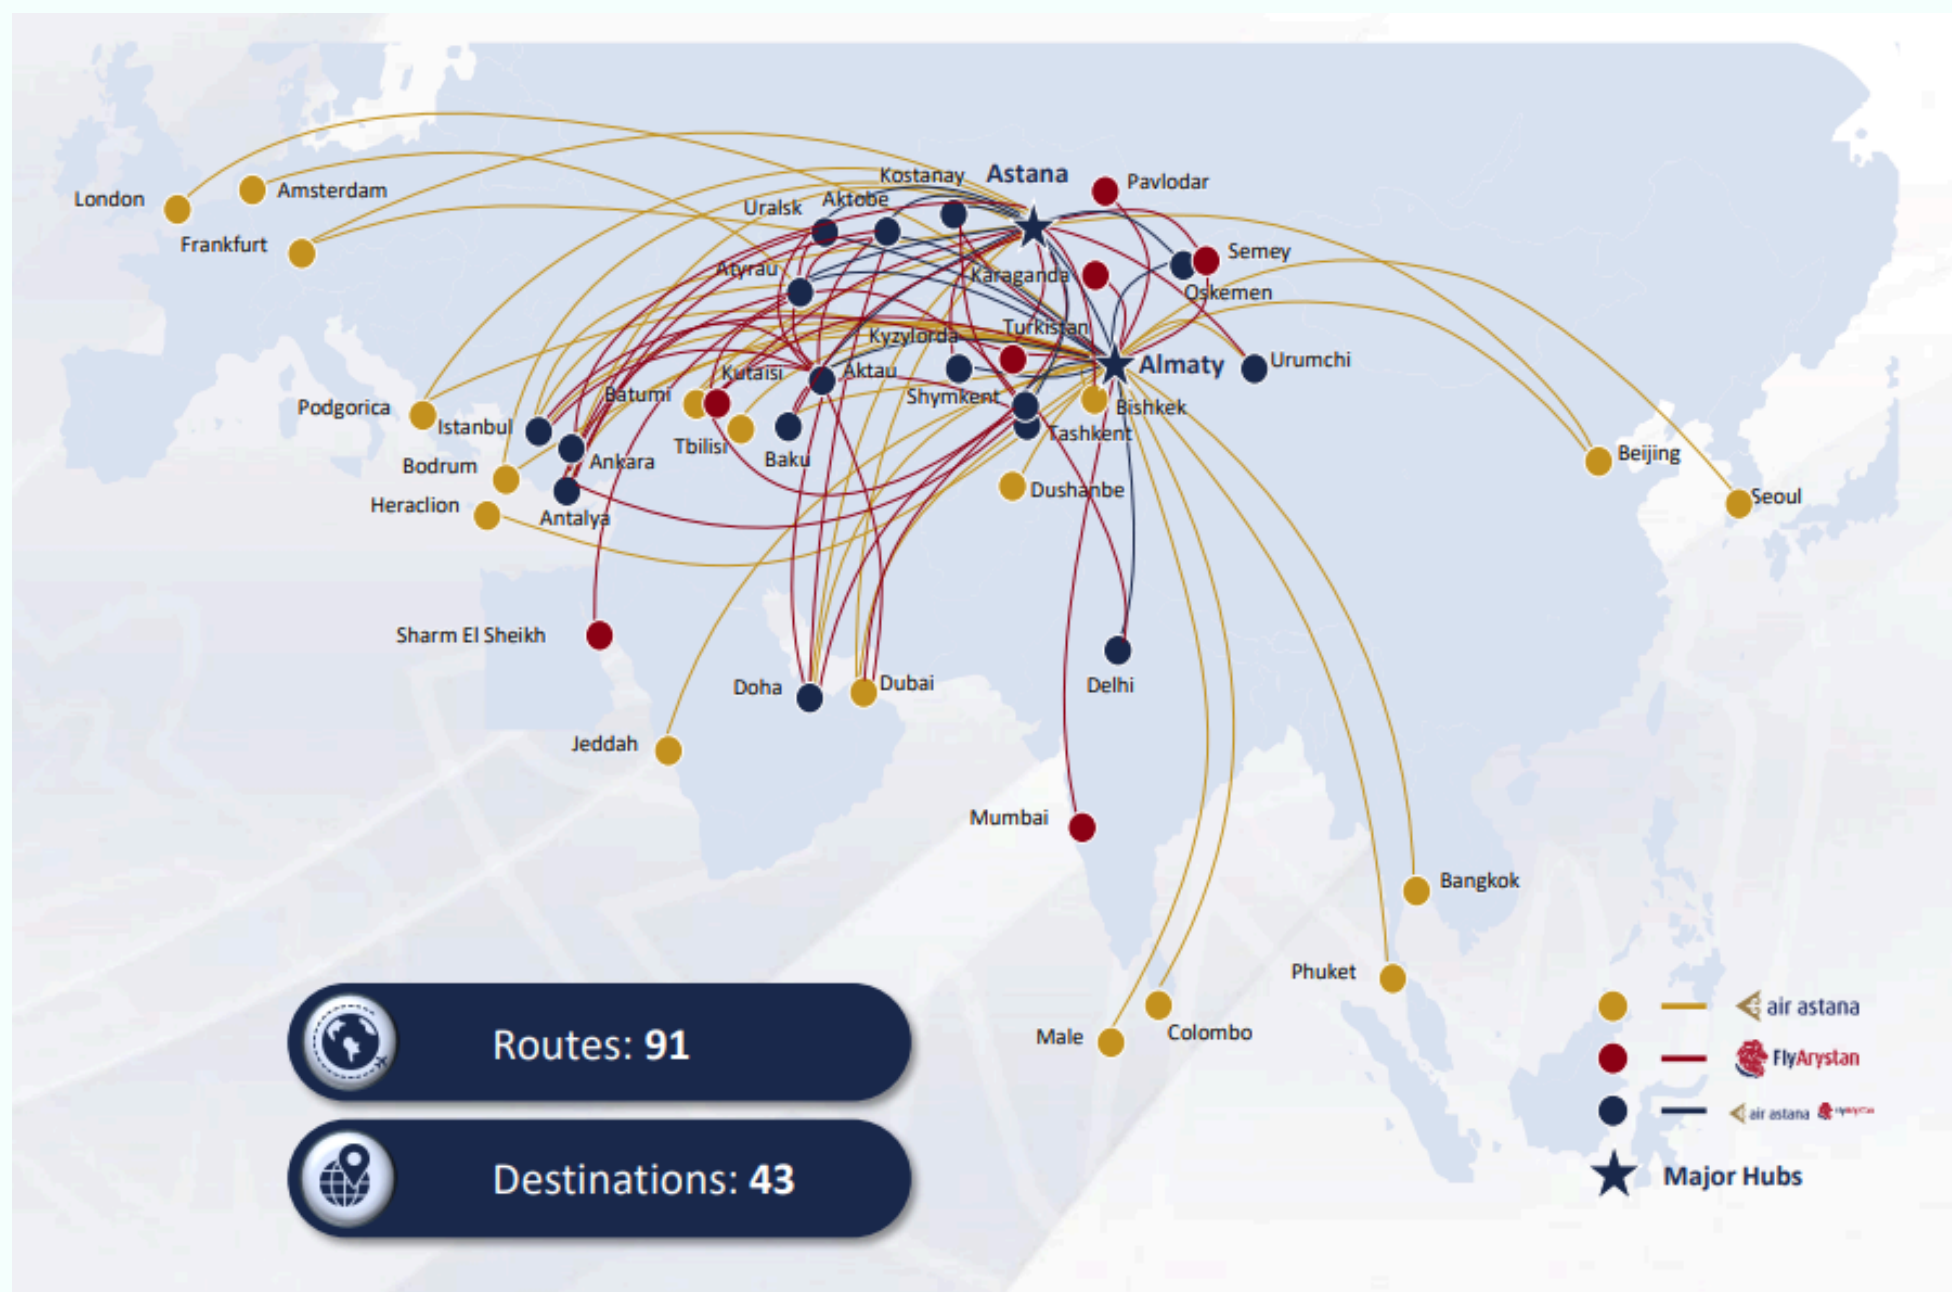 Kostanay
Astana
Pavlodar
London
Amsterdam
Uralsk
Aktobe
Frankfurt
Semey
Atyrau
Karaganda
Oskemen
Kyzylorda
Turkistan
Kutaisi
Aktau
Almaty
Urumchi
Batumi
Shymkent
Bishkek
Podgorica
Istanbul
Tbilisi
Baku
Tashkent
Beijing
Bodrum
Ankara
Heraclion
Antalya
Dushanbe
Seoul
Sharm El Sheikh
Doha
Dubai
Delhi
Jeddah
Mumbai
Bangkok
Phuket
Male
Colombo
Routes: 91
Destinations: 43
air astana
FlyArystan
air astana FlyArystan
Major Hubs